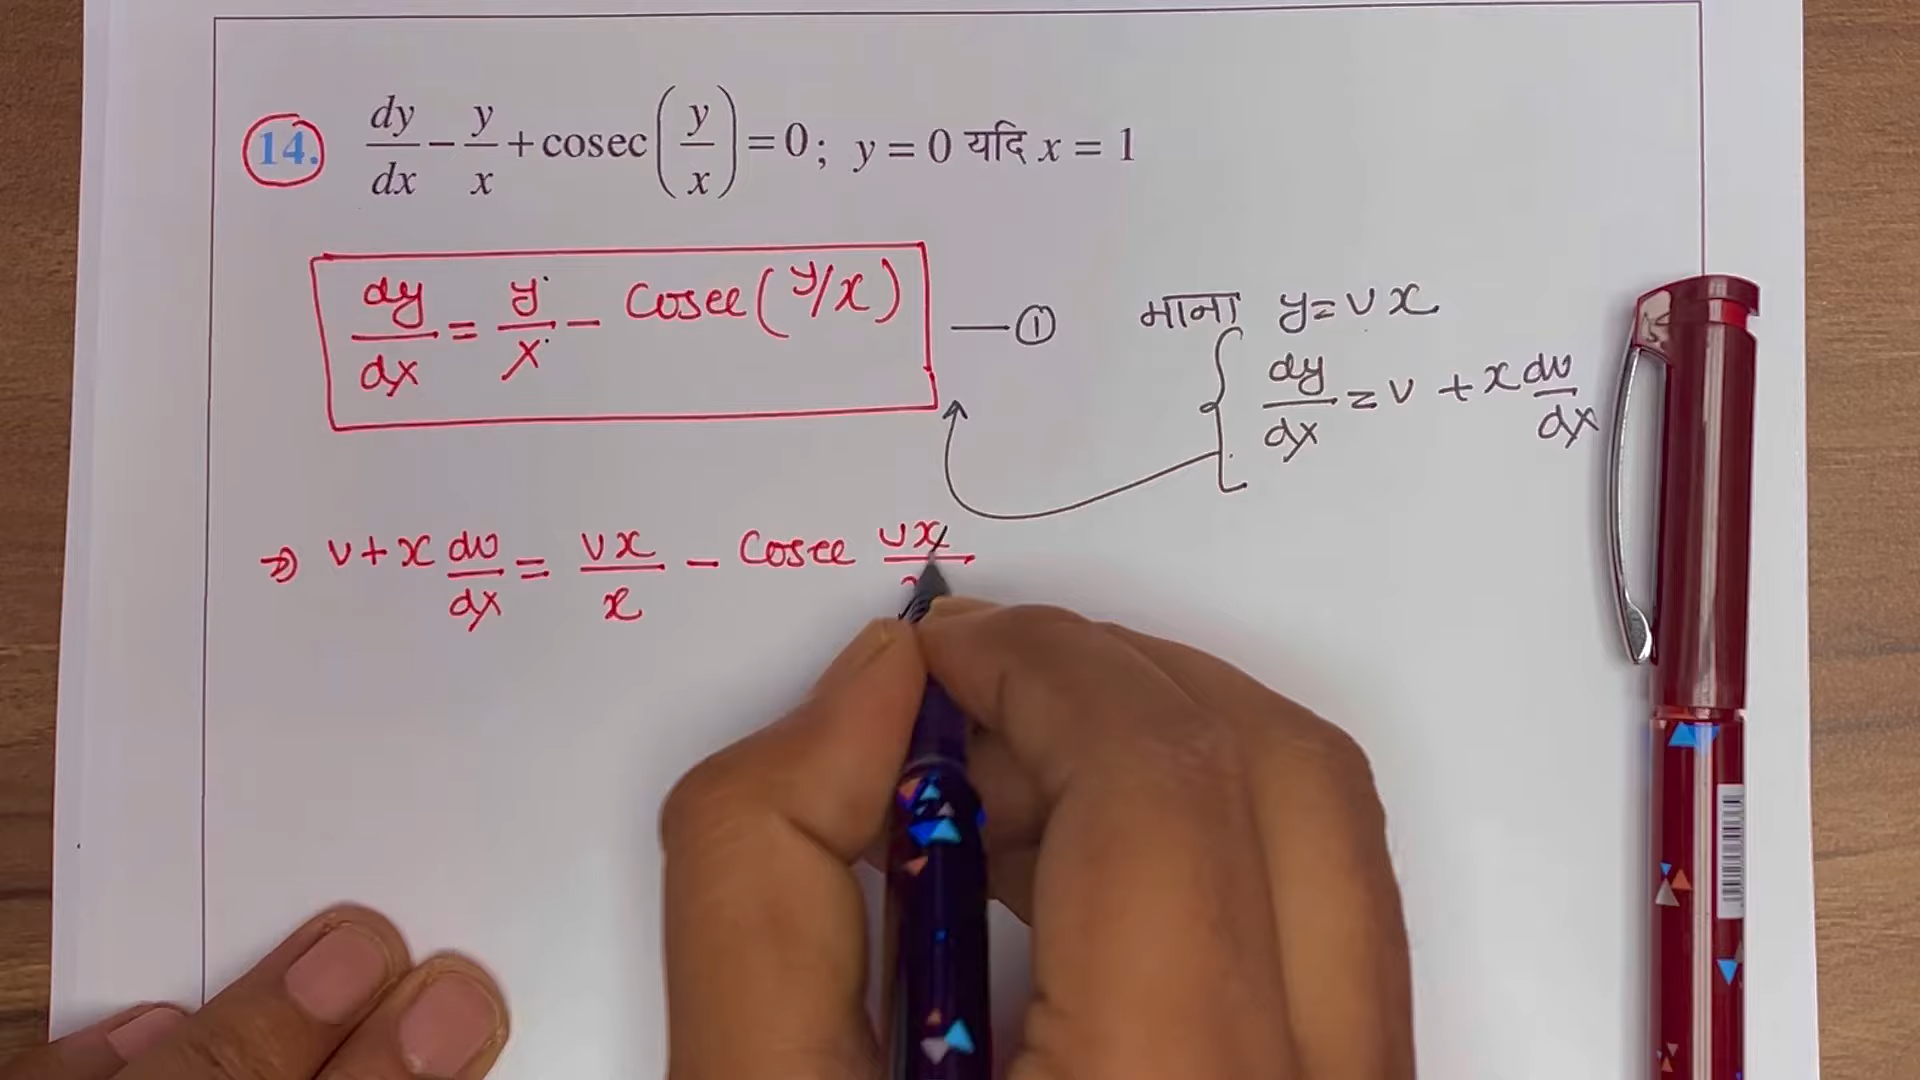 14. dy/dx - y/x + cosec(y/x) = 0; y = 0 यदि x = 1
dy/dx = y/x - Cosec(y/x) — ①
माना y = vx
dy/dx = v + x dv/dx
⇒ v + x dv/dx = vx/x - Cosec vx